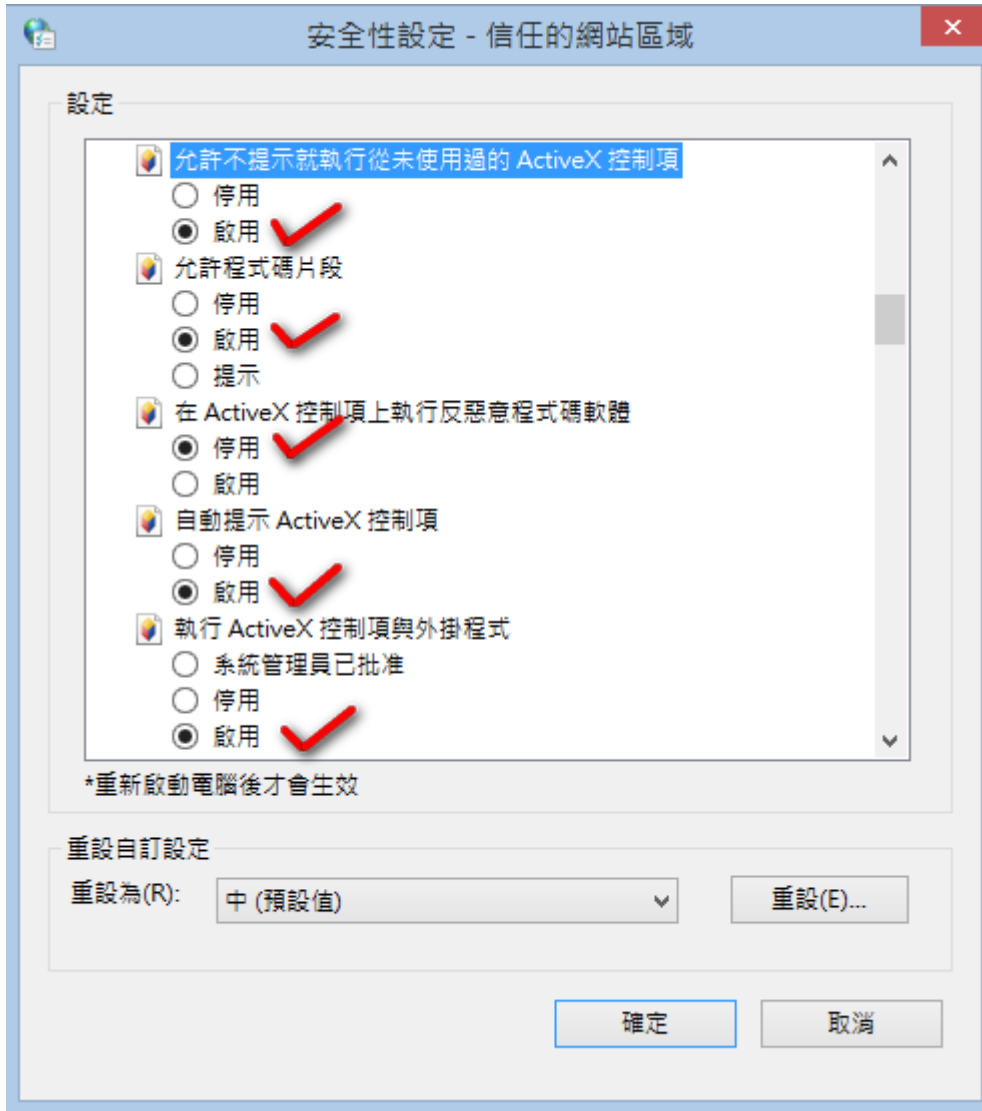 安全性設定 - 信任的網站區域
設定
允許不提示就執行從未使用過的 ActiveX 控制項
停用
啟用
允許程式碼片段
停用
啟用
提示
在 ActiveX 控制項上執行反惡意程式碼軟體
停用
啟用
自動提示 ActiveX 控制項
停用
啟用
執行 ActiveX 控制項與外掛程式
系統管理員已批准
停用
啟用
*重新啟動電腦後才會生效
重設自訂設定
重設為(R): 中 (預設值) 重設(E)...
確定 取消